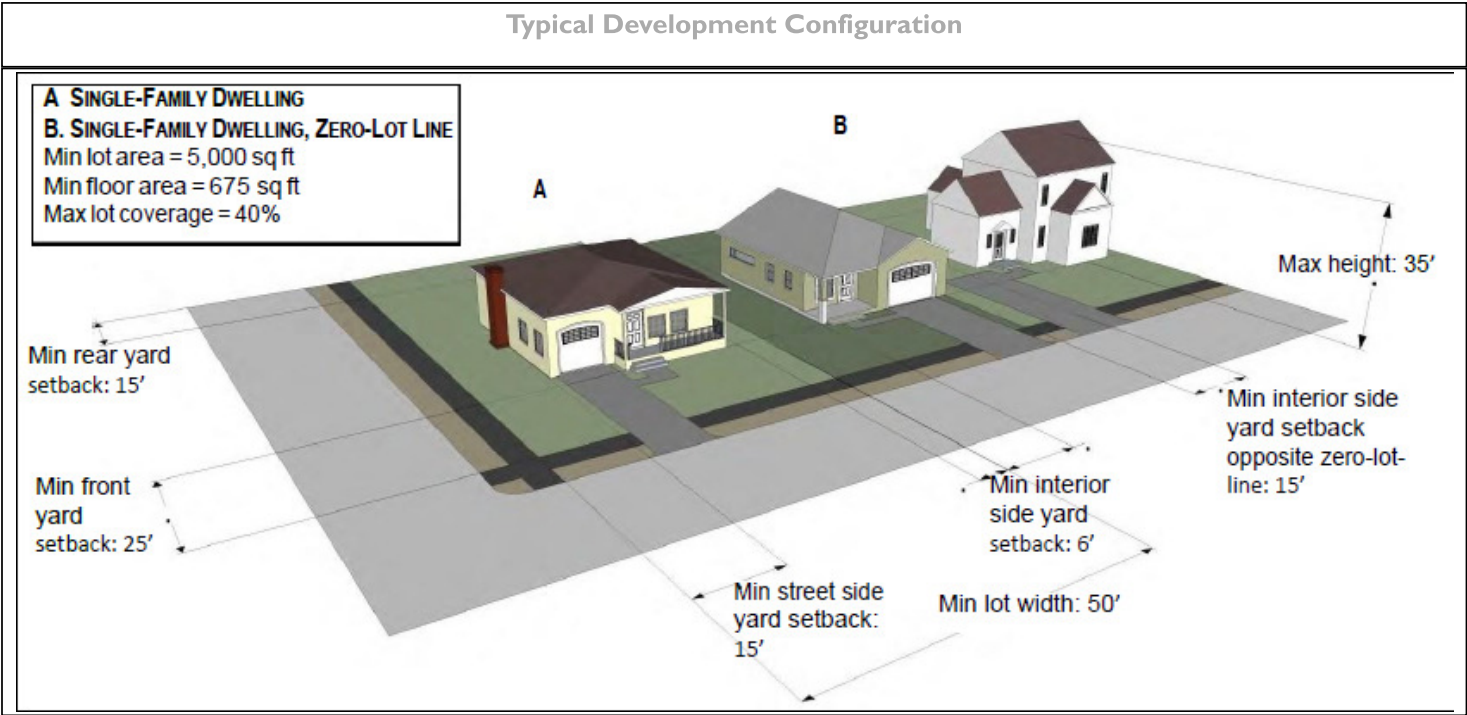 Typical Development Configuration
A SINGLE-FAMILY DWELLING
B. SINGLE-FAMILY DWELLING, ZERO-LOT LINE
Min lot area = 5,000 sq ft
Min floor area = 675 sq ft
Max lot coverage = 40%
A
B
Max height: 35′
Min rear yard
setback: 15′
Min interior side
yard setback
opposite zero-lot-
line: 15′
Min front
yard
setback: 25′
Min interior
side yard
setback: 6′
Min street side
yard setback:
15′
Min lot width: 50′